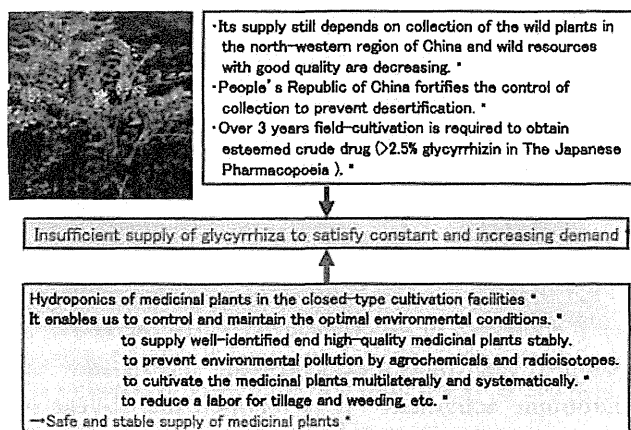 ・Its supply still depends on collection of the wild plants in
the north-western region of China and wild resources
with good quality are decreasing. "
・People's Republic of China fortifies the control of
collection to prevent desertification. "
・Over 3 years field-cultivation is required to obtain
esteemed crude drug (>2.5% glycyrrhizin in The Japanese
Pharmacopoeia ). "
Insufficient supply of glycyrrhiza to satisfy constant and increasing demand
Hydroponics of medicinal plants in the closed-type cultivation facilities "
It enables us to control and maintain the optimal environmental conditions. "
to supply well-identified end high-quality medicinal plants stably.
to prevent environmental pollution by agrochemicals and radioisotopes.
to cultivate the medicinal plants multilaterally and systematically. "
to reduce a labor for tillage and weeding, etc. "
→Safe and stable supply of medicinal plants "